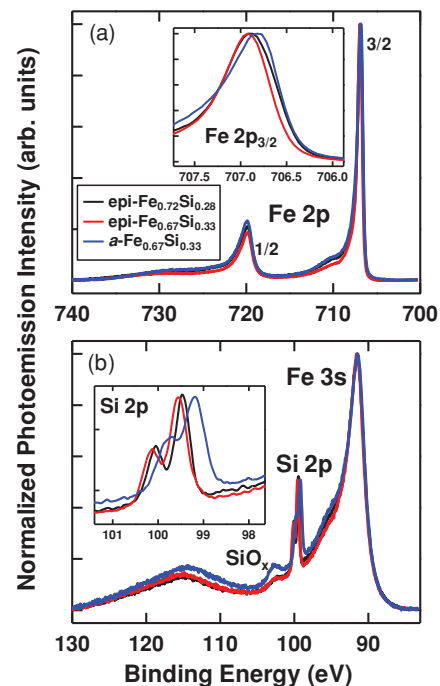 Normalized Photoemission Intensity (arb. units)
(a)
3/2
Fe 2p₃/₂
707.5 707.0 706.5 706.0
epi-Fe₀.₇₂Si₀.₂₈
epi-Fe₀.₆₇Si₀.₃₃
a-Fe₀.₆₇Si₀.₃₃
Fe 2p
1/2
740 730 720 710 700
(b)
Fe 3s
Si 2p
101 100 99 98
Si 2p
SiOₓ
130 120 110 100 90
Binding Energy (eV)